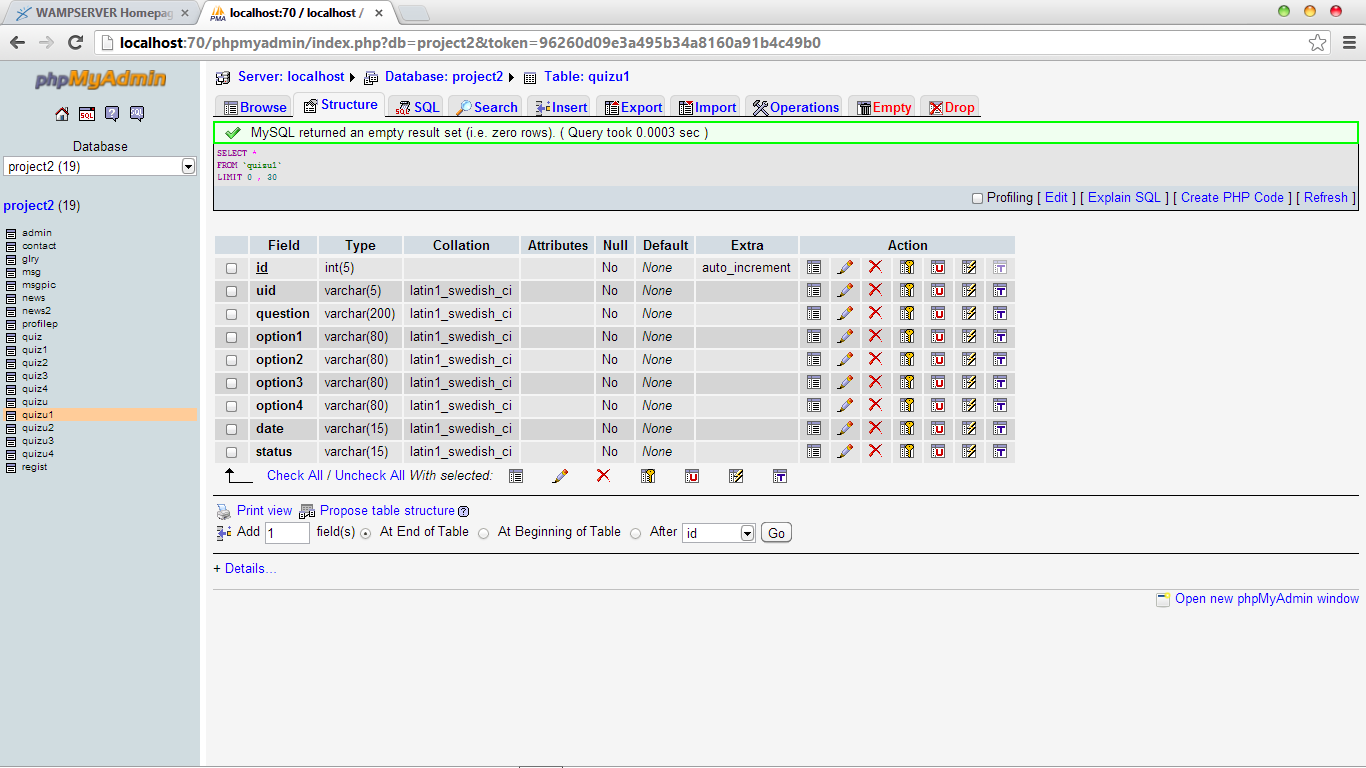 WAMPSERVER Homepag
localhost:70 / localhost /
localhost:70/phpmyadmin/index.php?db=project2&token=96260d09e3a495b34a8160a91b4c49b0
phpMyAdmin
SQL
Database
project2 (19)
project2 (19)
admin
contact
glry
msg
msgpic
news
news2
profilep
quiz
quiz1
quiz2
quiz3
quiz4
quizu
quizu1
quizu2
quizu3
quizu4
regist
Server: localhost Database: project2 Table: quizu1
Browse Structure SQL Search Insert Export Import Operations Empty Drop
MySQL returned an empty result set (i.e. zero rows). ( Query took 0.0003 sec )
SELECT *
FROM `quizu1`
LIMIT 0 , 30
Profiling [ Edit ] [ Explain SQL ] [ Create PHP Code ] [ Refresh ]
Field Type Collation Attributes Null Default Extra Action
id int(5) No None auto_increment
uid varchar(5) latin1_swedish_ci No None
question varchar(200) latin1_swedish_ci No None
option1 varchar(80) latin1_swedish_ci No None
option2 varchar(80) latin1_swedish_ci No None
option3 varchar(80) latin1_swedish_ci No None
option4 varchar(80) latin1_swedish_ci No None
date varchar(15) latin1_swedish_ci No None
status varchar(15) latin1_swedish_ci No None
Check All / Uncheck All With selected:
Print view Propose table structure
Add 1 field(s) At End of Table At Beginning of Table After id Go
+ Details...
Open new phpMyAdmin window